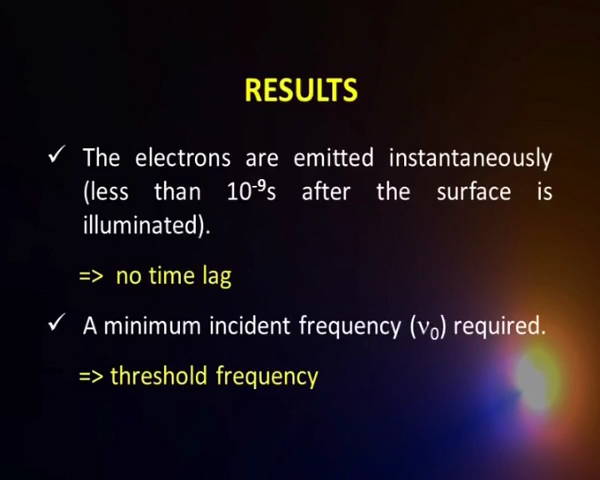 RESULTS
✓ The electrons are emitted instantaneously
(less than 10⁻⁹s after the surface is
illuminated).
=> no time lag
✓ A minimum incident frequency (ν₀) required.
=> threshold frequency